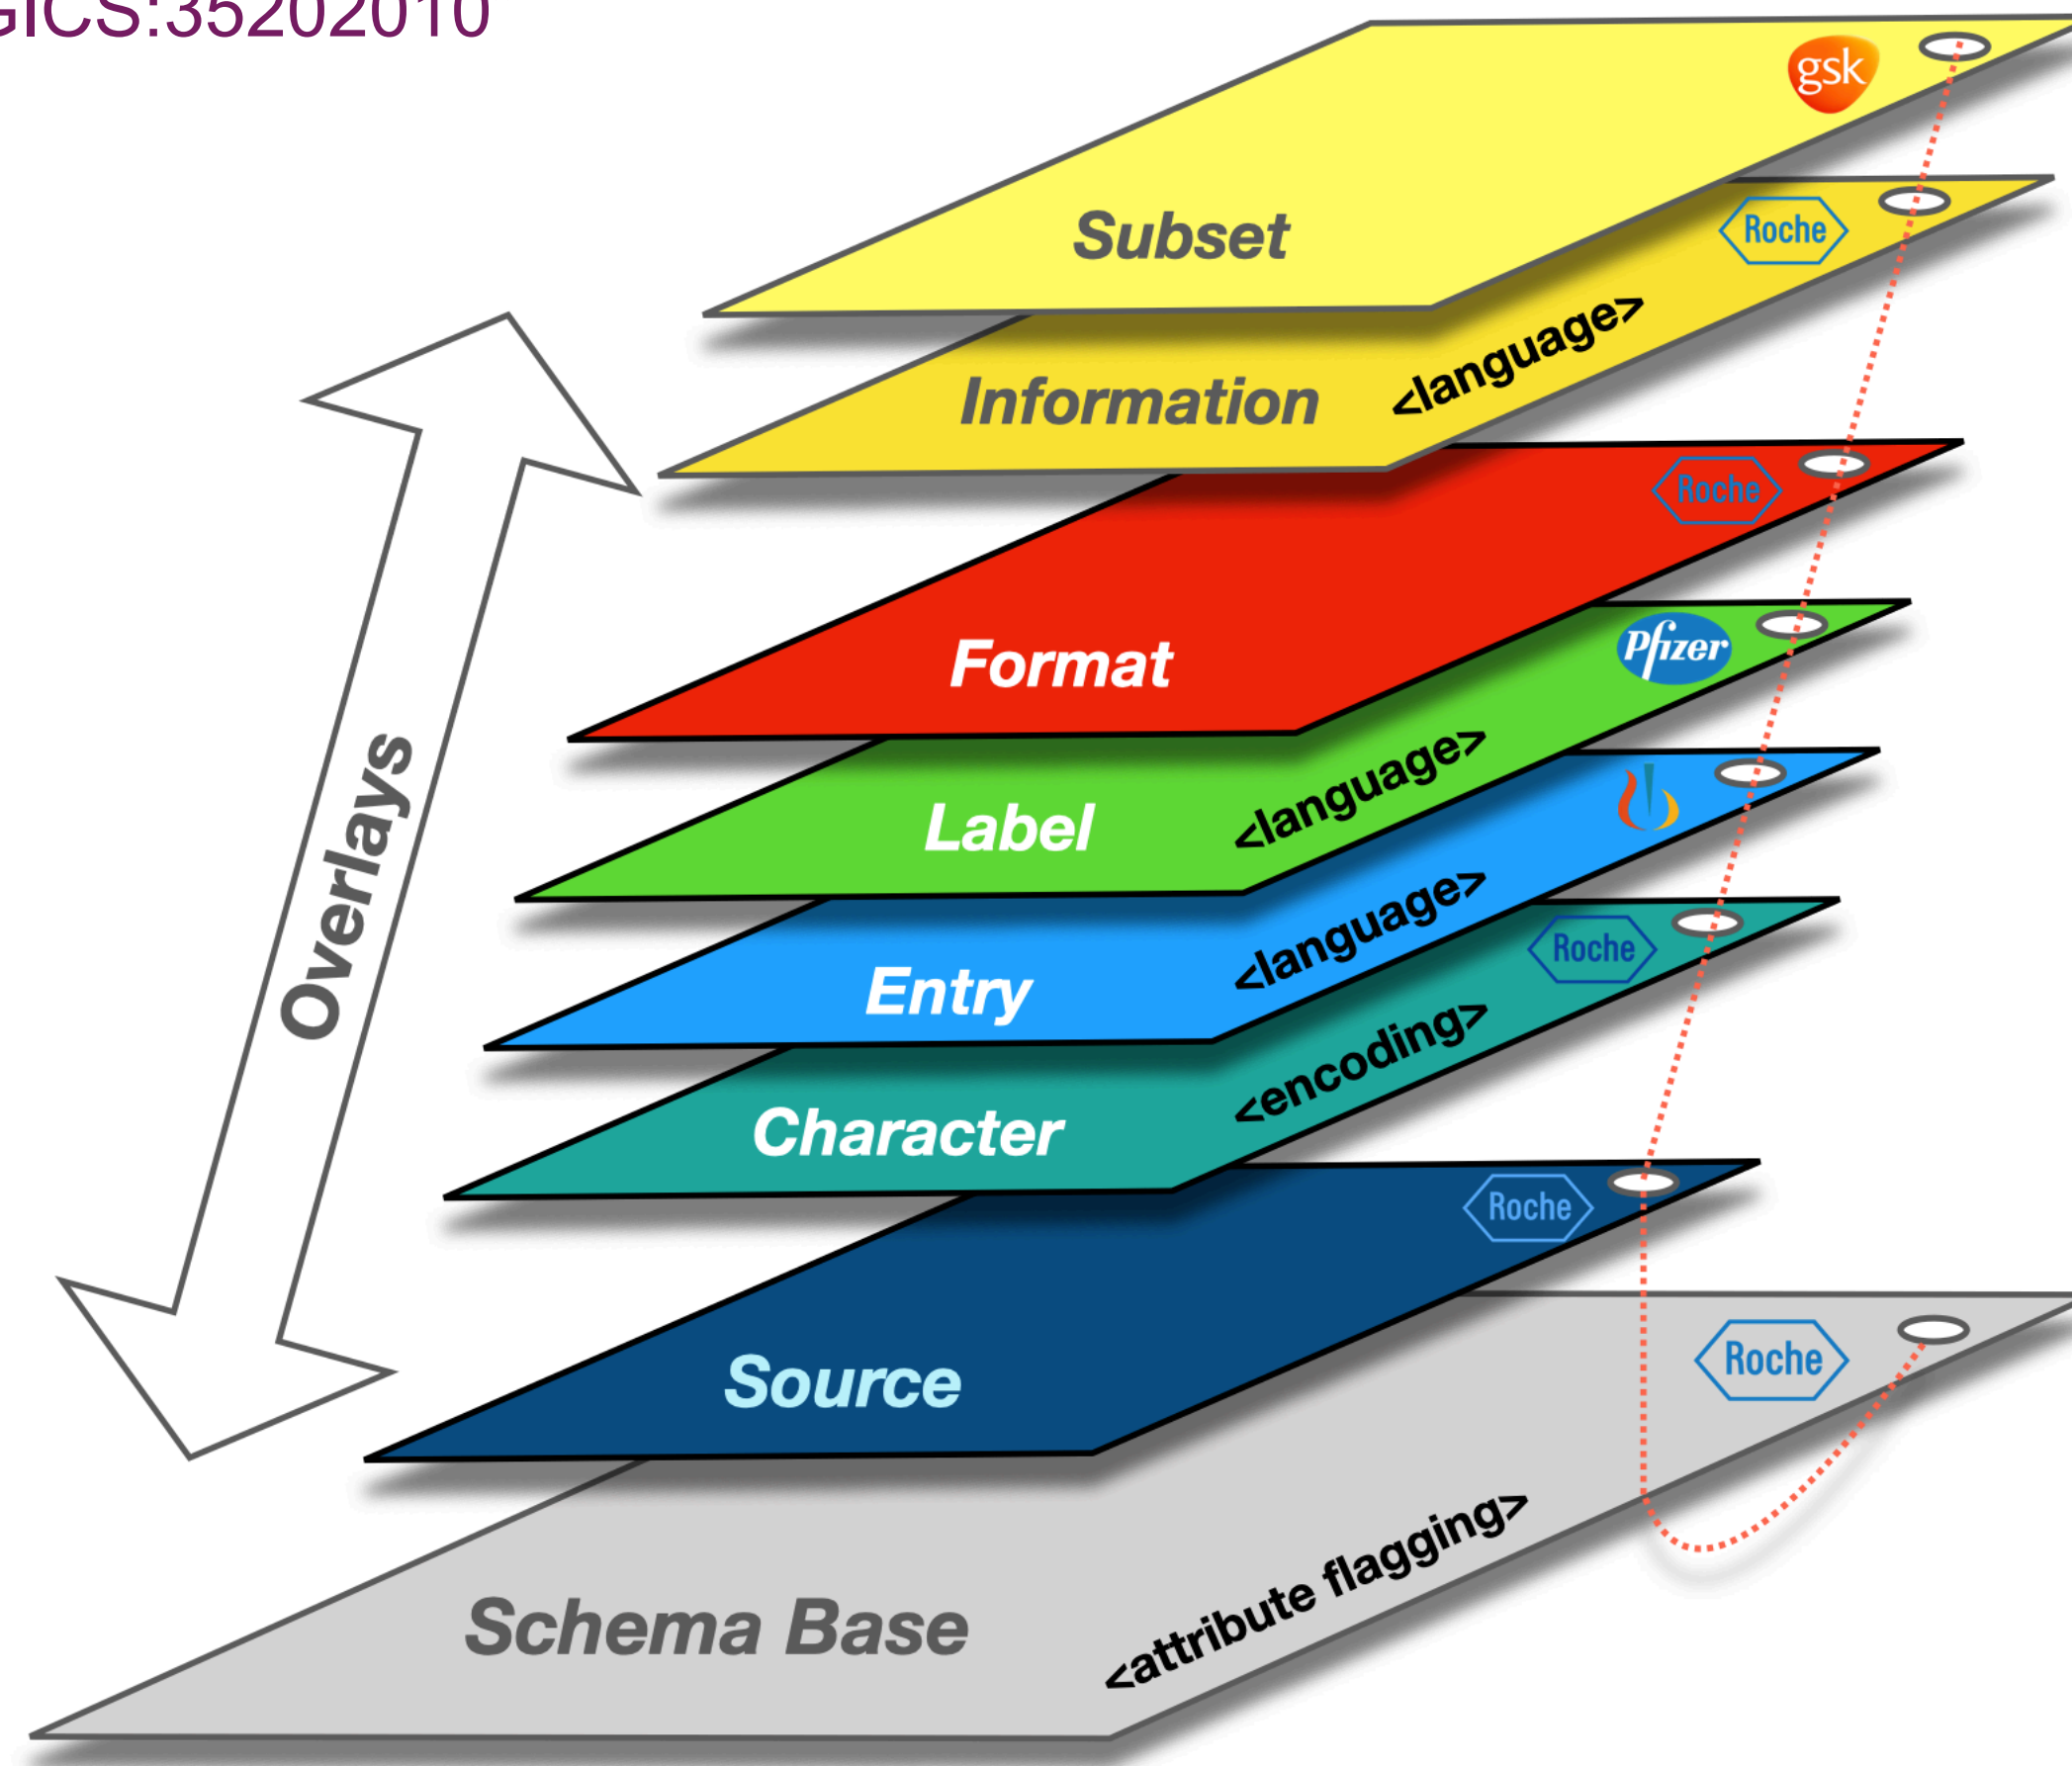 GICS:35202010
gsk
Subset
Roche
<language>
Information
Roche
Format
Pfizer
<language>
Label
<language>
Entry
Roche
<encoding>
Character
Overlays
Roche
Source
Roche
<attribute flagging>
Schema Base